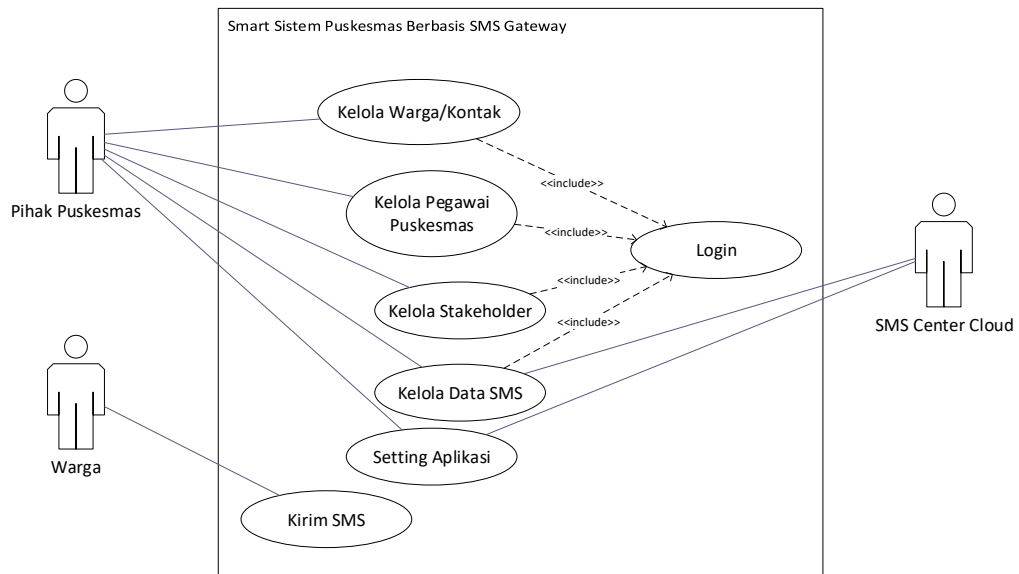 Smart Sistem Puskesmas Berbasis SMS Gateway
Kelola Warga/Kontak
<<include>>
Pihak Puskesmas
Kelola Pegawai
Puskesmas
<<include>>
Login
<<include>>
Kelola Stakeholder
<<include>>
SMS Center Cloud
Kelola Data SMS
Setting Aplikasi
Warga
Kirim SMS